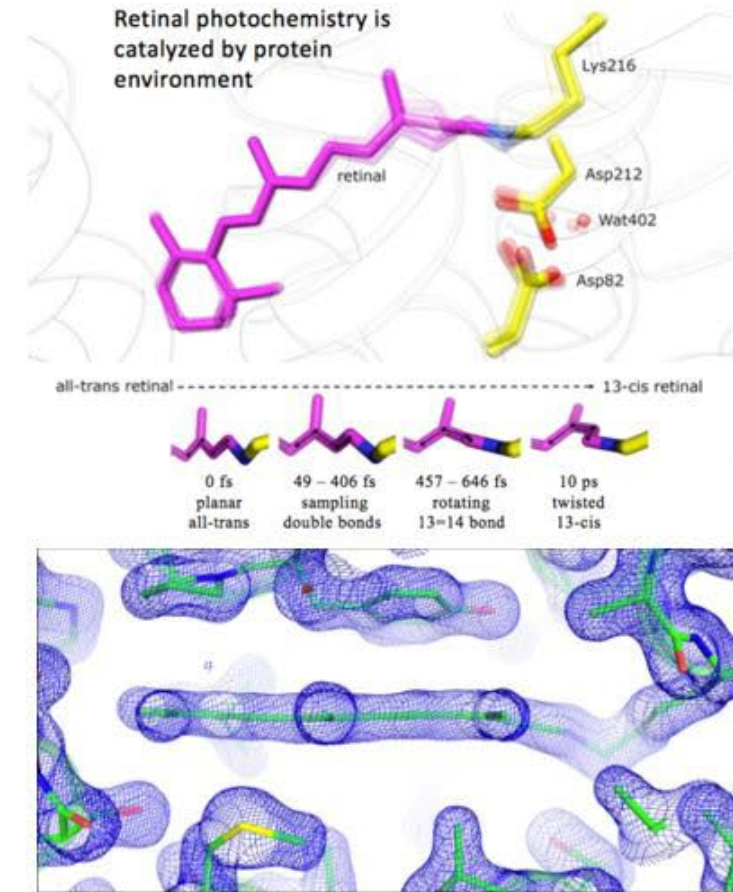 Retinal photochemistry is
catalyzed by protein
environment
Lys216
retinal
Asp212
Wat402
Asp82
all-trans retinal
13-cis retinal
0 fs
planar
all-trans
49 – 406 fs
sampling
double bonds
457 – 646 fs
rotating
13=14 bond
10 ps
twisted
13-cis